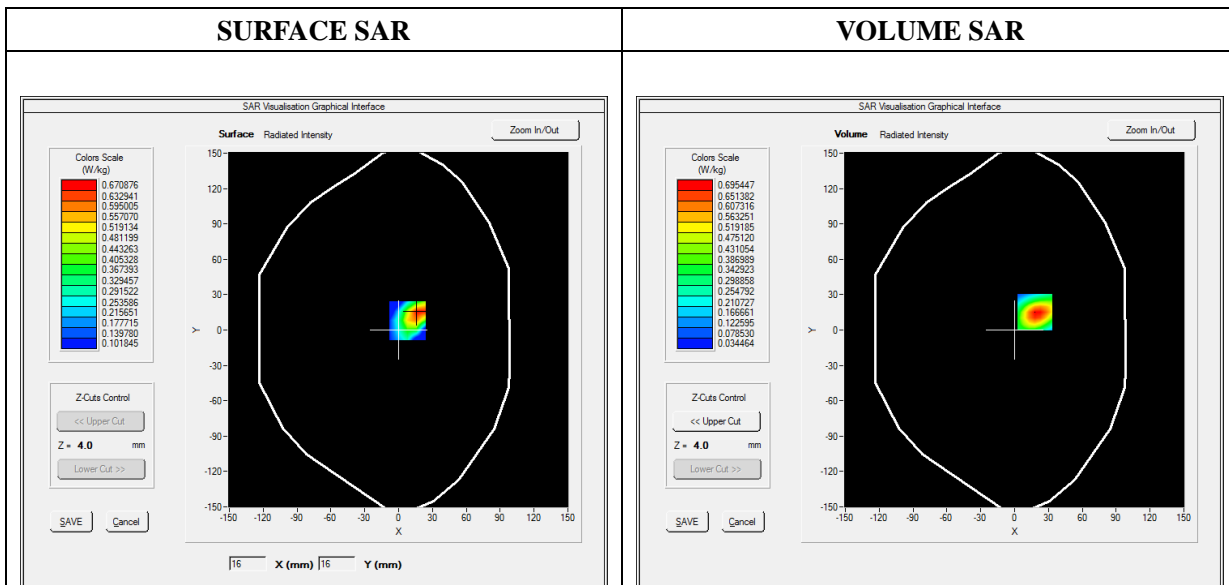 SURFACE SAR
VOLUME SAR
SAR Visualisation Graphical Interface
Surface Radiated Intensity
Zoom In/Out
Colors Scale
(W/kg)
0.670876
0.632941
0.595005
0.557070
0.519134
0.481199
0.443263
0.405328
0.367393
0.329457
0.291522
0.253586
0.215651
0.177715
0.139780
0.101845
Z-Cuts Control
<< Upper Cut
Z = 4.0 mm
Lower Cut >>
SAVE Cancel
150
120
90
60
30
0
-30
-60
-90
-120
-150
Y
-150 -120 -90 -60 -30 0 30 60 90 120 150
X
16 X (mm) 16 Y (mm)
SAR Visualisation Graphical Interface
Volume Radiated Intensity
Zoom In/Out
Colors Scale
(W/kg)
0.695447
0.651382
0.607316
0.563251
0.519185
0.475120
0.431054
0.386989
0.342923
0.298858
0.254792
0.210727
0.166661
0.122595
0.078530
0.034464
Z-Cuts Control
<< Upper Cut
Z = 4.0 mm
Lower Cut >>
SAVE Cancel
150
120
90
60
30
0
-30
-60
-90
-120
-150
Y
-150 -120 -90 -60 -30 0 30 60 90 120 150
X